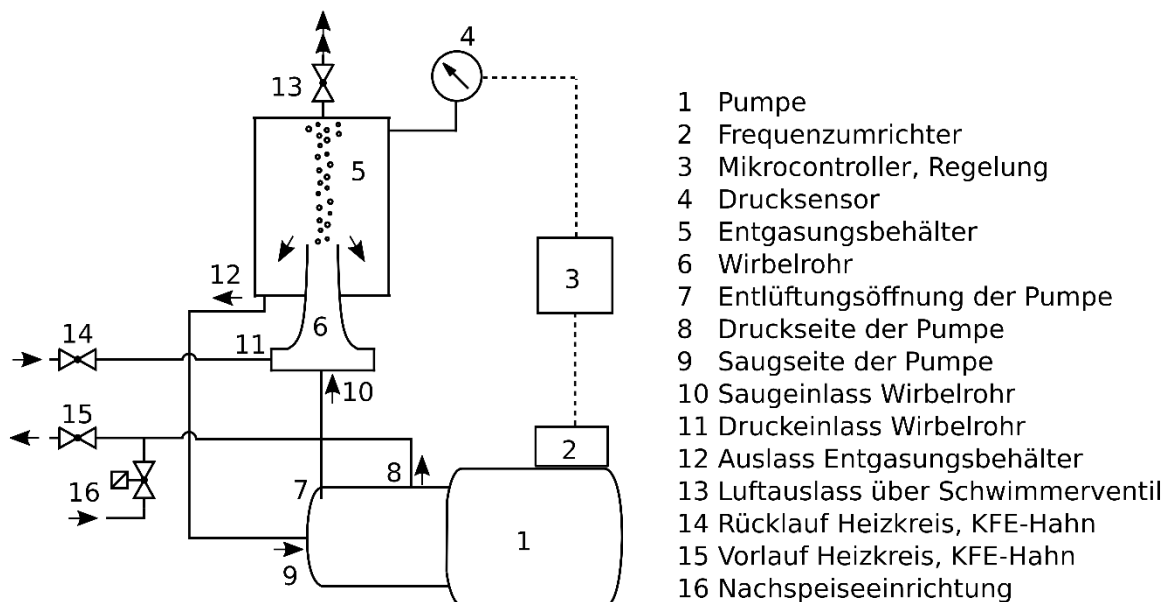 4
13
5
12
3
14
6
11
10
15
2
8
7
16
1
9
1 Pumpe
2 Frequenzumrichter
3 Mikrocontroller, Regelung
4 Drucksensor
5 Entgasungsbehälter
6 Wirbelrohr
7 Entlüftungsöffnung der Pumpe
8 Druckseite der Pumpe
9 Saugseite der Pumpe
10 Saugeinlass Wirbelrohr
11 Druckeinlass Wirbelrohr
12 Auslass Entgasungsbehälter
13 Luftauslass über Schwimmerventil
14 Rücklauf Heizkreis, KFE-Hahn
15 Vorlauf Heizkreis, KFE-Hahn
16 Nachspeiseeinrichtung